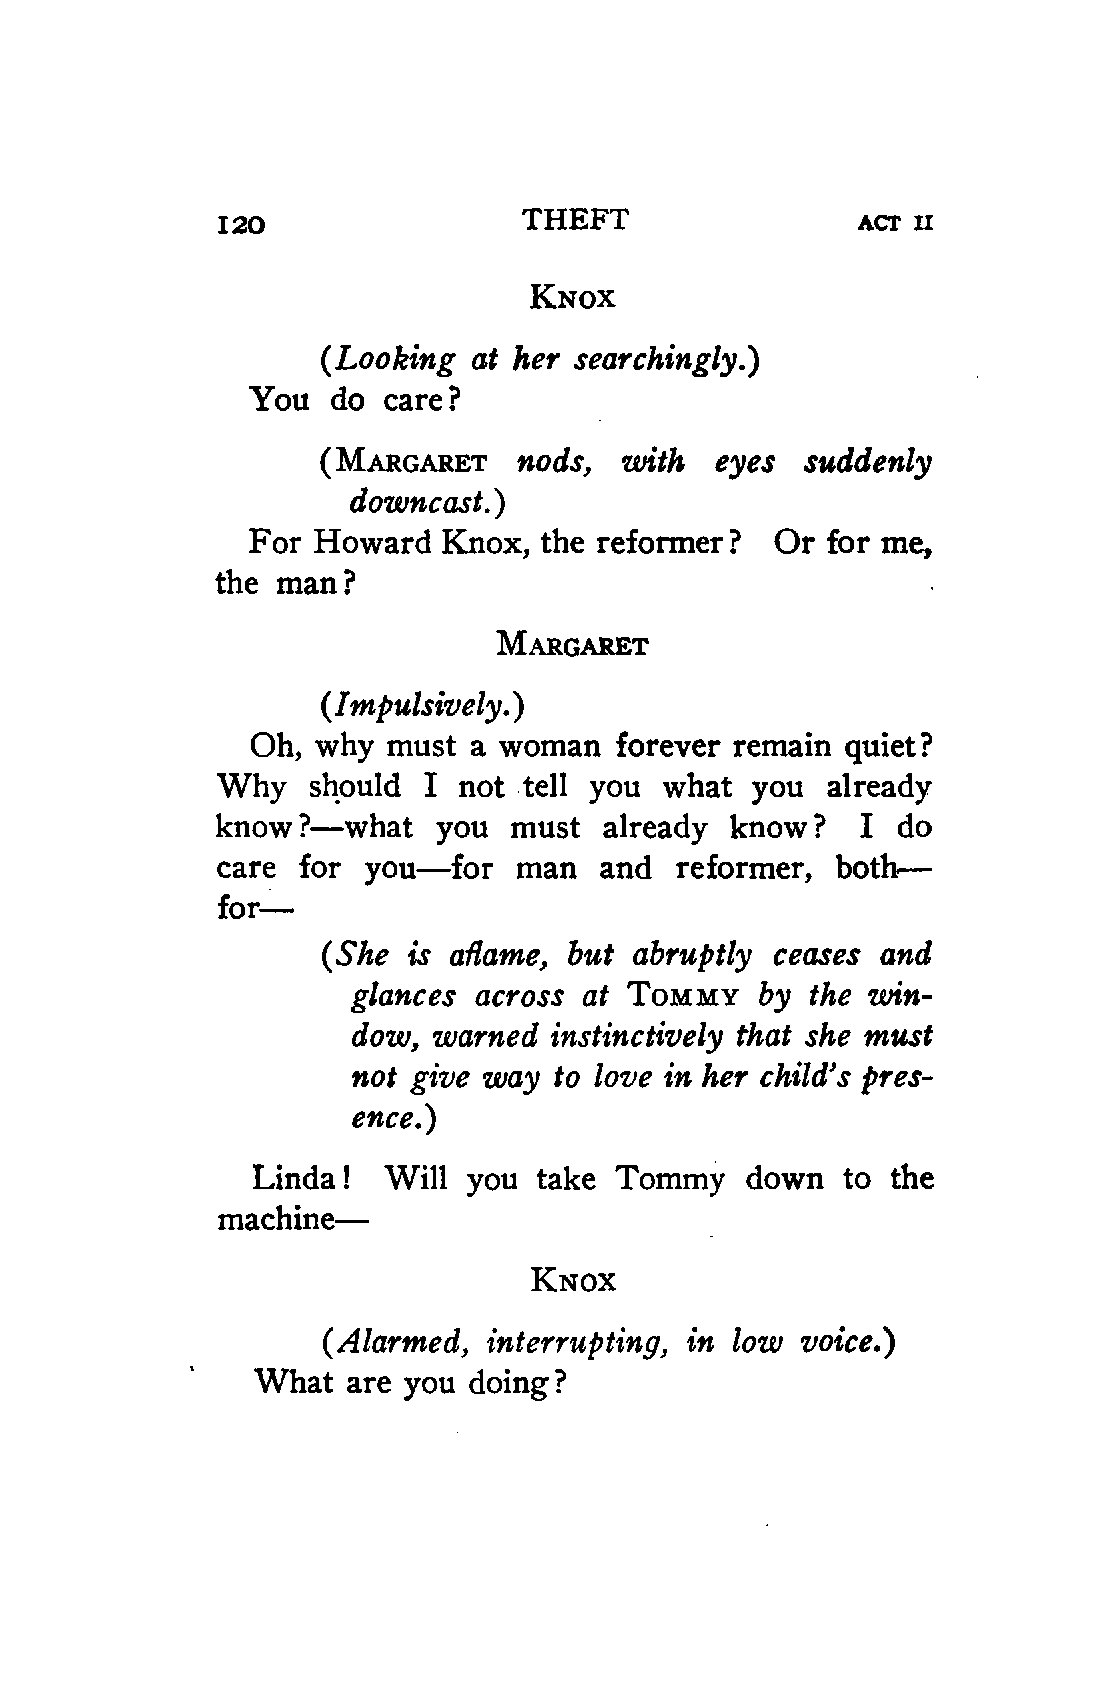 120 THEFT ACT II
KNOX
(Looking at her searchingly.)
You do care?
(MARGARET nods, with eyes suddenly
downcast.)
For Howard Knox, the reformer? Or for me,
the man?
MARGARET
(Impulsively.)
Oh, why must a woman forever remain quiet?
Why should I not tell you what you already
know?—what you must already know? I do
care for you—for man and reformer, both—
for—
(She is aflame, but abruptly ceases and
glances across at TOMMY by the win-
dow, warned instinctively that she must
not give way to love in her child's pres-
ence.)
Linda! Will you take Tommy down to the
machine—
KNOX
(Alarmed, interrupting, in low voice.)
What are you doing?